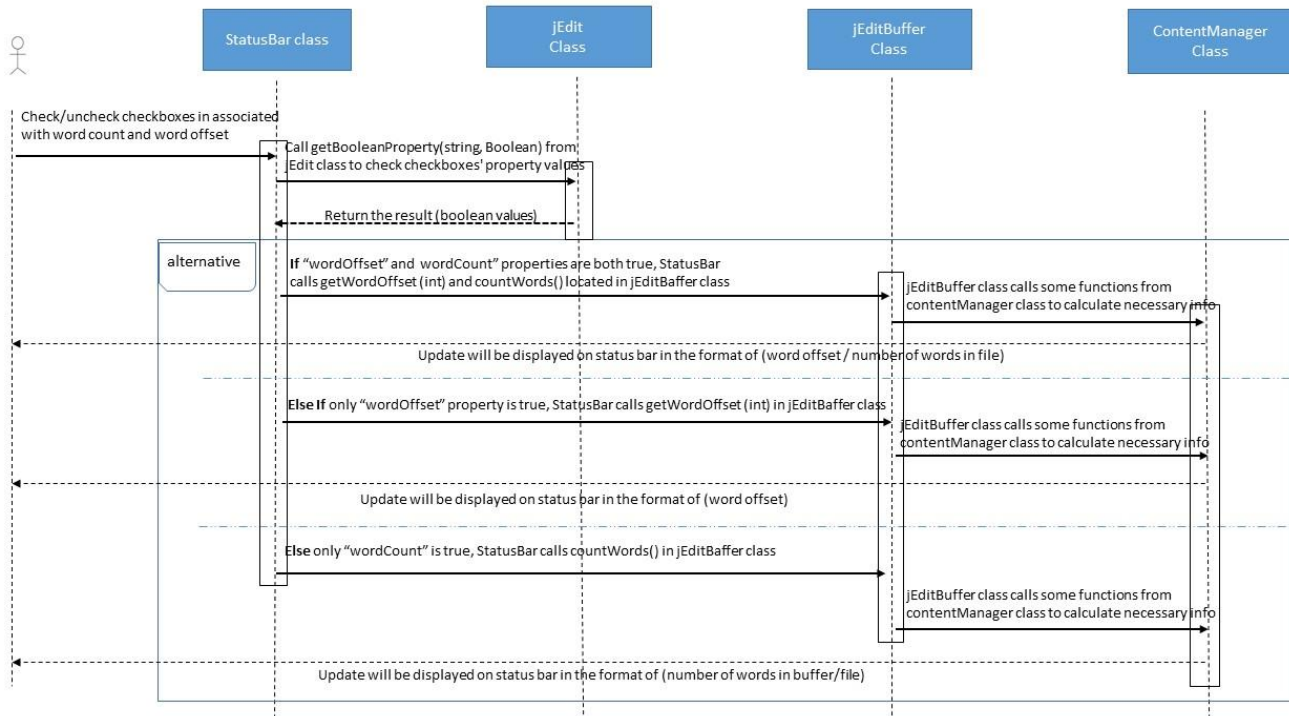 StatusBar class
jEdit
Class
jEditBuffer
Class
ContentManager
Class
Check/uncheck checkboxes in associated
with word count and word offset
Call getBooleanProperty(string, Boolean) from
jEdit class to check checkboxes' property values
Return the result (boolean values)
alternative
If “wordOffset” and wordCount” properties are both true, StatusBar
calls getWordOffset (int) and countWords() located in jEditBaffer class
jEditBuffer class calls some functions from
contentManager class to calculate necessary info
Update will be displayed on status bar in the format of (word offset / number of words in file)
Else If only “wordOffset” property is true, StatusBar calls getWordOffset (int) in jEditBaffer class
jEditBuffer class calls some functions from
contentManager class to calculate necessary info
Update will be displayed on status bar in the format of (word offset)
Else only “wordCount” is true, StatusBar calls countWords() in jEditBaffer class
jEditBuffer class calls some functions from
contentManager class to calculate necessary info
Update will be displayed on status bar in the format of (number of words in buffer/file)